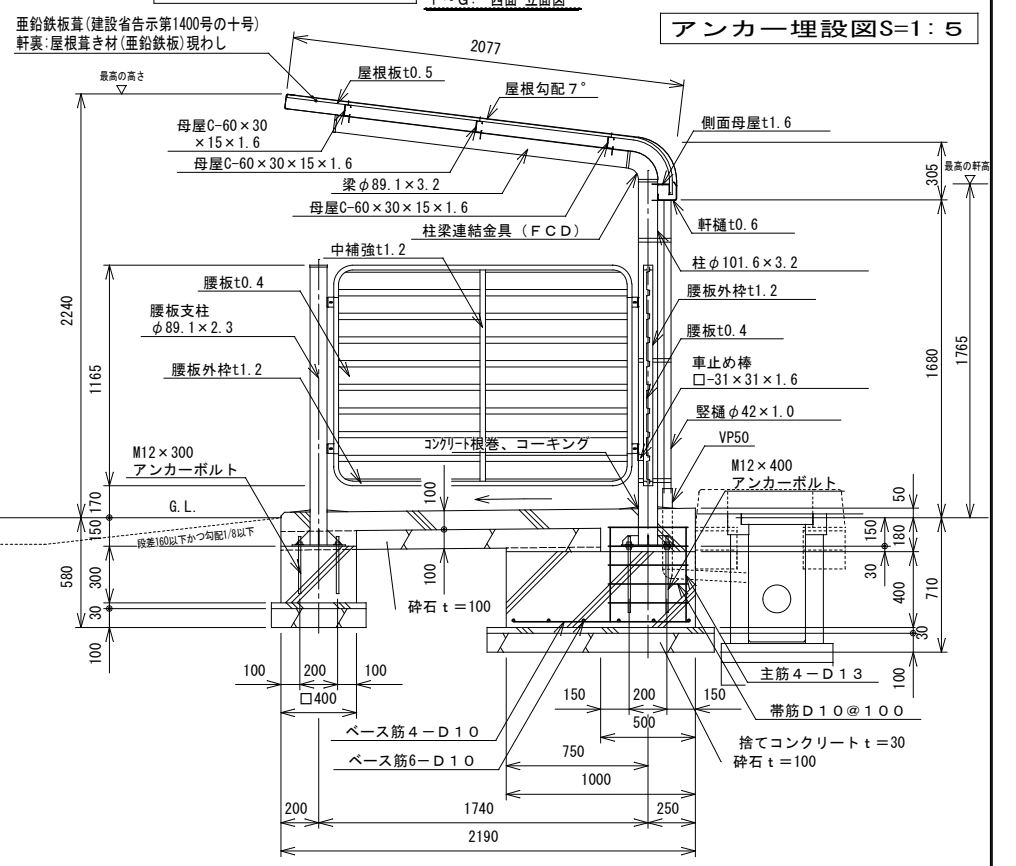 1~G: 四面 立面図
アンカー埋設図S=1:5
亜鉛鉄板葺(建設省告示第1400号の十号)
軒裏:屋根葺き材(亜鉛鉄板)現わし
2077
最高の高さ
屋根板t0.5
屋根勾配7°
側面母屋t1.6
母屋C-60×30
×15×1.6
母屋C-60×30×15×1.6
梁φ89.1×3.2
母屋C-60×30×15×1.6
305
最高の軒高
柱梁連結金具(FCD)
軒樋t0.6
中補強t1.2
柱φ101.6×3.2
腰板t0.4
腰板外枠t1.2
2240
腰板支柱
φ89.1×2.3
腰板t0.4
1680
1765
1165
腰板外枠t1.2
車止め棒
□-31×31×1.6
竪樋φ42×1.0
コンクリート根巻、コーキング
VP50
M12×300
アンカーボルト
M12×400
アンカーボルト
170
G.L.
100
50
150
段差160以下かつ勾配1/8以下
150
180
580
300
100
30
400
710
砕石t=100
30
30
100
100
主筋4-D13
100
200
100
150
200
150
帯筋D10@100
□400
500
ベース筋4-D10
捨てコンクリートt=30
ベース筋6-D10
750
砕石t=100
1000
200
1740
250
2190